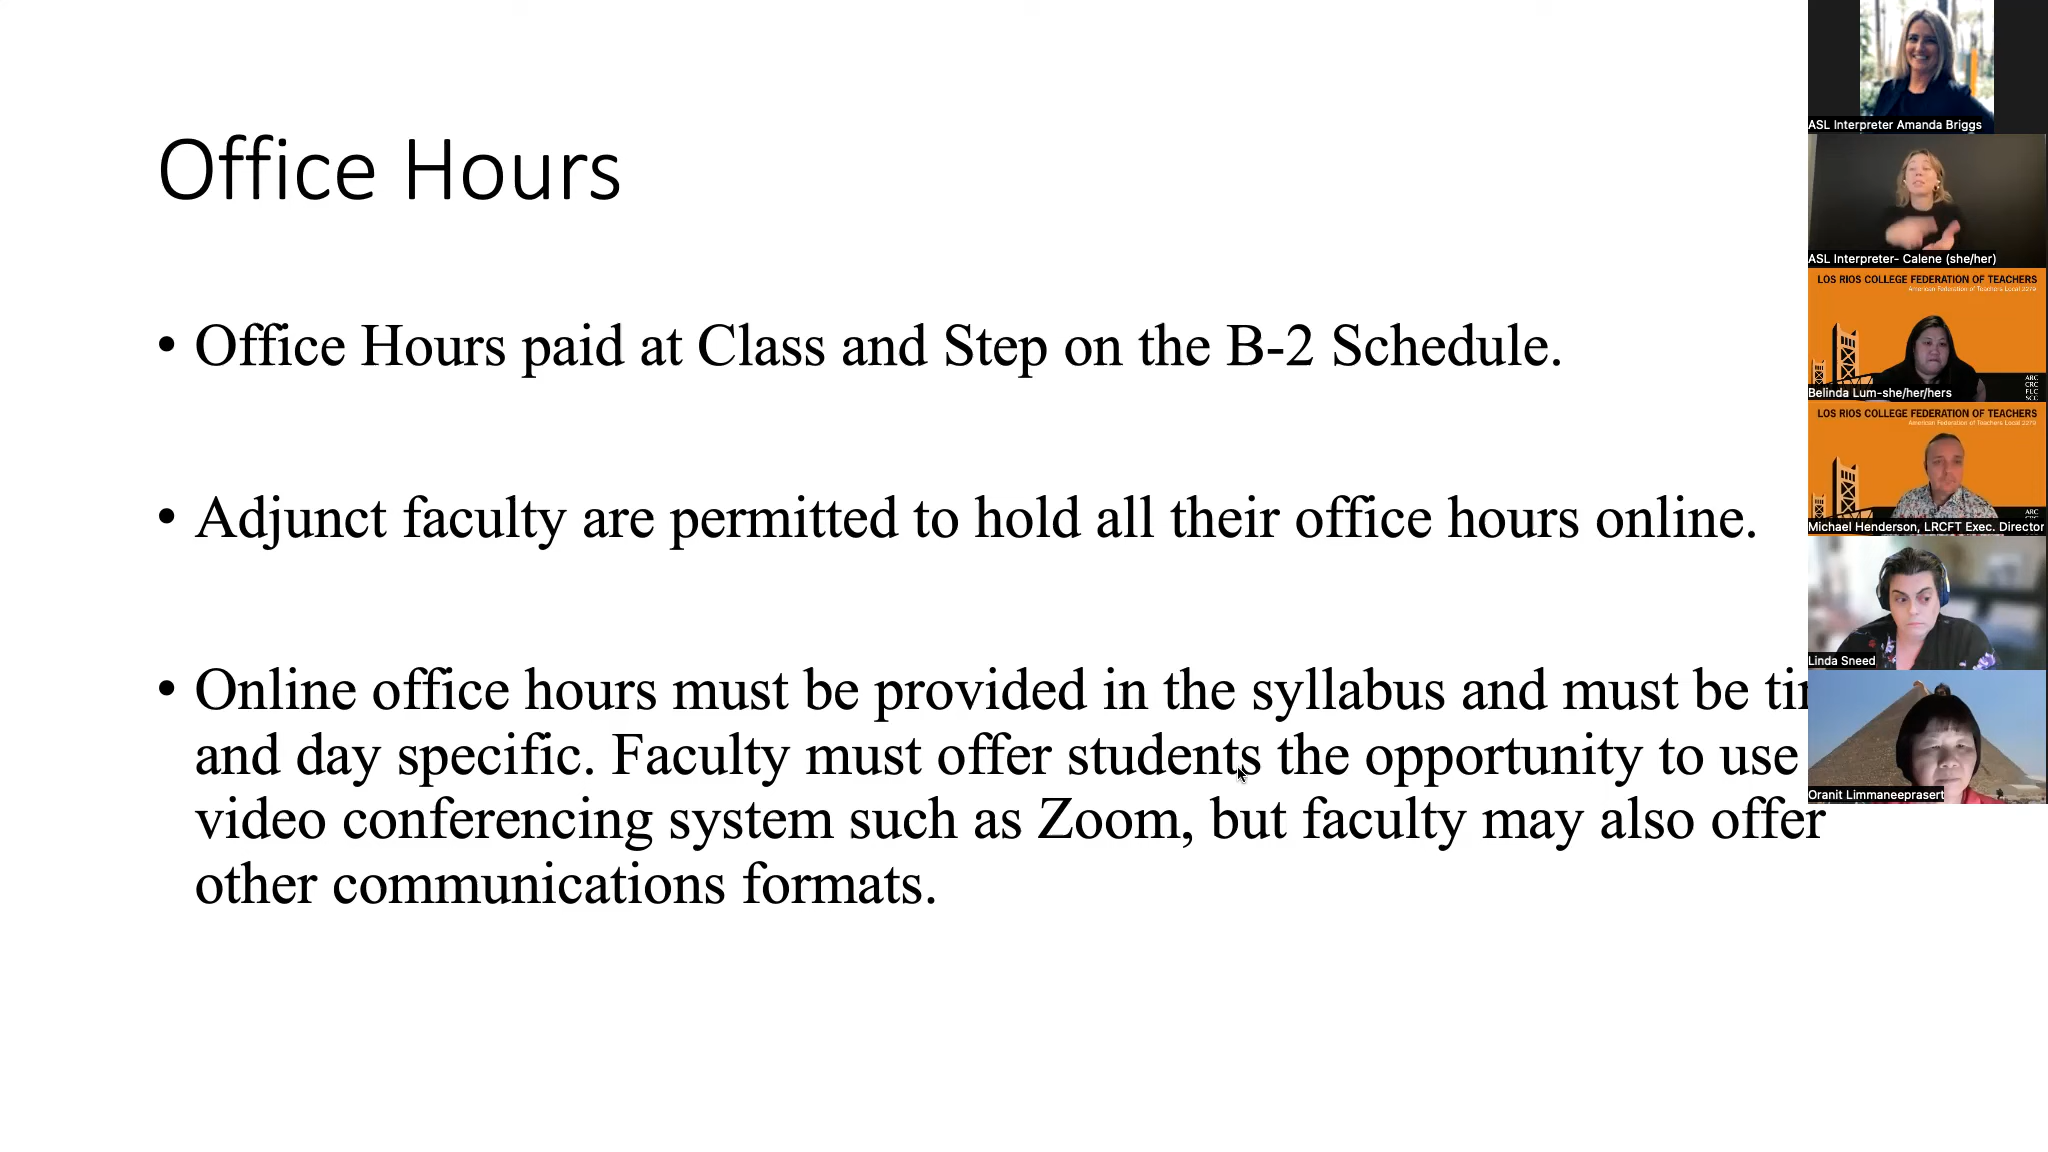 Office Hours
• Office Hours paid at Class and Step on the B-2 Schedule.
• Adjunct faculty are permitted to hold all their office hours online.
• Online office hours must be provided in the syllabus and must be
and day specific. Faculty must offer students the opportunity to use
video conferencing system such as Zoom, but faculty may also offer
other communications formats.
ASL Interpreter Amanda Briggs
ASL Interpreter- Calene (she/her)
LOS RIOS COLLEGE FEDERATION OF TEACHERS
American Federation of Teachers Local 2279
ARC
CRC
FLC
SCC
Belinda Lum-she/her/hers
LOS RIOS COLLEGE FEDERATION OF TEACHERS
American Federation of Teachers Local 2279
ARC
Michael Henderson, LRCFT Exec. Director
Linda Sneed
Oranit Limmaneeprasert